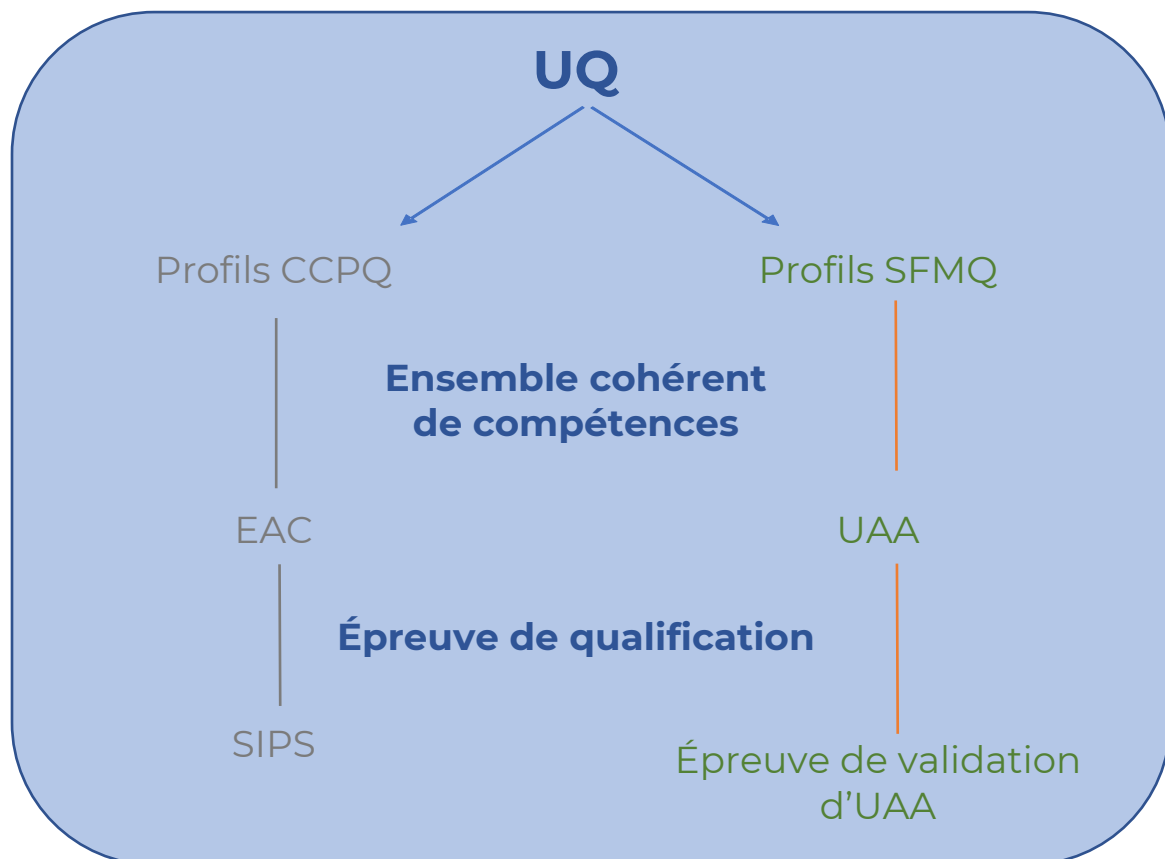 UQ
Profils CCPQ
Profils SFMQ
Ensemble cohérent
de compétences
EAC
UAA
Épreuve de qualification
SIPS
Épreuve de validation
d’UAA